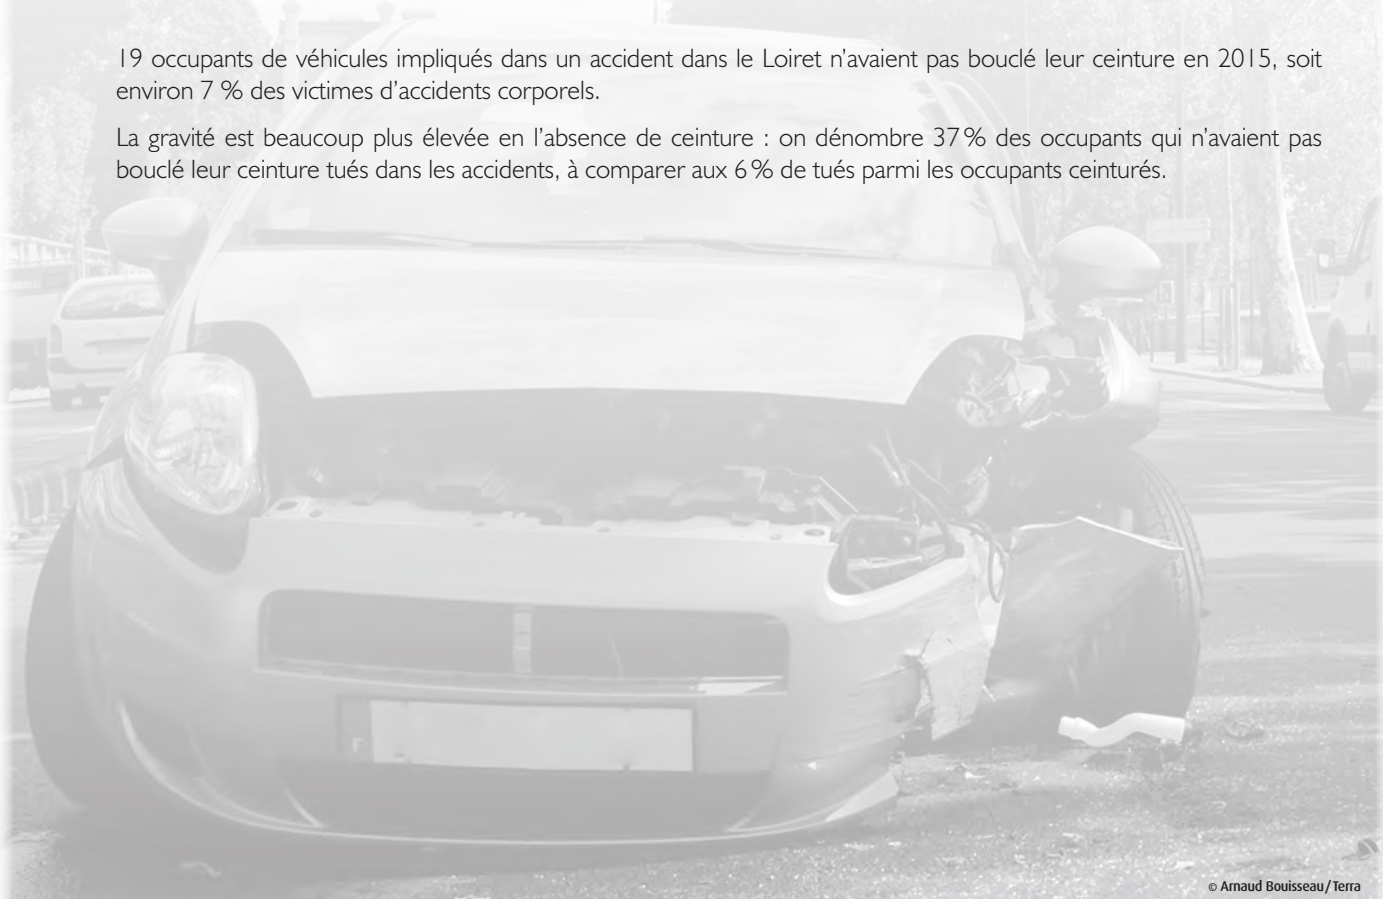 19 occupants de véhicules impliqués dans un accident dans le Loiret n’avaient pas bouclé leur ceinture en 2015, soit
environ 7 % des victimes d’accidents corporels.
La gravité est beaucoup plus élevée en l’absence de ceinture : on dénombre 37 % des occupants qui n’avaient pas
bouclé leur ceinture tués dans les accidents, à comparer aux 6 % de tués parmi les occupants ceinturés.
© Arnaud Bouisseau / Terra